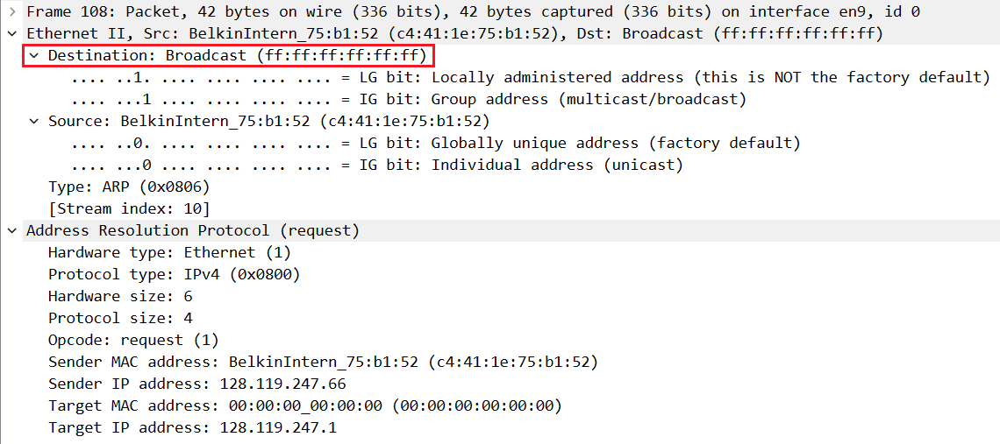 Frame 108: Packet, 42 bytes on wire (336 bits), 42 bytes captured (336 bits) on interface en9, id 0
Ethernet II, Src: BelkinIntern_75:b1:52 (c4:41:1e:75:b1:52), Dst: Broadcast (ff:ff:ff:ff:ff:ff)
Destination: Broadcast (ff:ff:ff:ff:ff:ff)
.... ..1. .... .... .... .... = LG bit: Locally administered address (this is NOT the factory default)
.... ...1 .... .... .... .... = IG bit: Group address (multicast/broadcast)
Source: BelkinIntern_75:b1:52 (c4:41:1e:75:b1:52)
.... ..0. .... .... .... .... = LG bit: Globally unique address (factory default)
.... ...0 .... .... .... .... = IG bit: Individual address (unicast)
Type: ARP (0x0806)
[Stream index: 10]
Address Resolution Protocol (request)
Hardware type: Ethernet (1)
Protocol type: IPv4 (0x0800)
Hardware size: 6
Protocol size: 4
Opcode: request (1)
Sender MAC address: BelkinIntern_75:b1:52 (c4:41:1e:75:b1:52)
Sender IP address: 128.119.247.66
Target MAC address: 00:00:00_00:00:00 (00:00:00:00:00:00)
Target IP address: 128.119.247.1